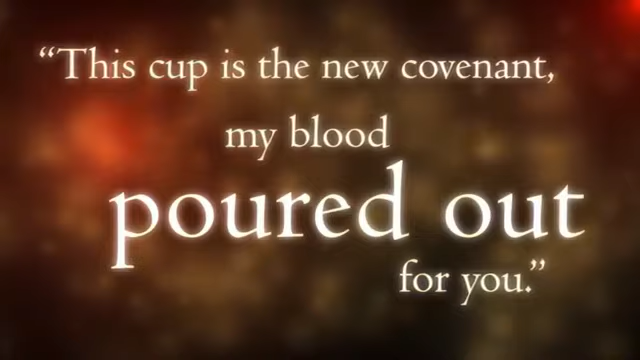 “This cup is the new covenant,
my blood
poured out
for you.”